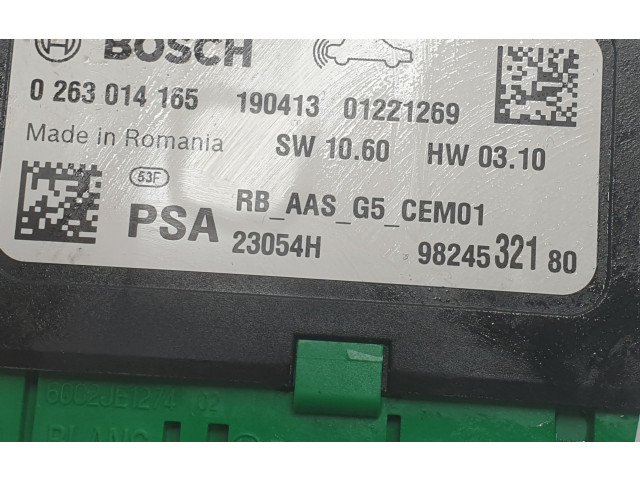 BOSCH
0 263 014 165 190413 01221269
Made in Romania SW 10.60 HW 03.10
53F
PSA RB_AAS_G5_CEM01
23054H 98245 321 80